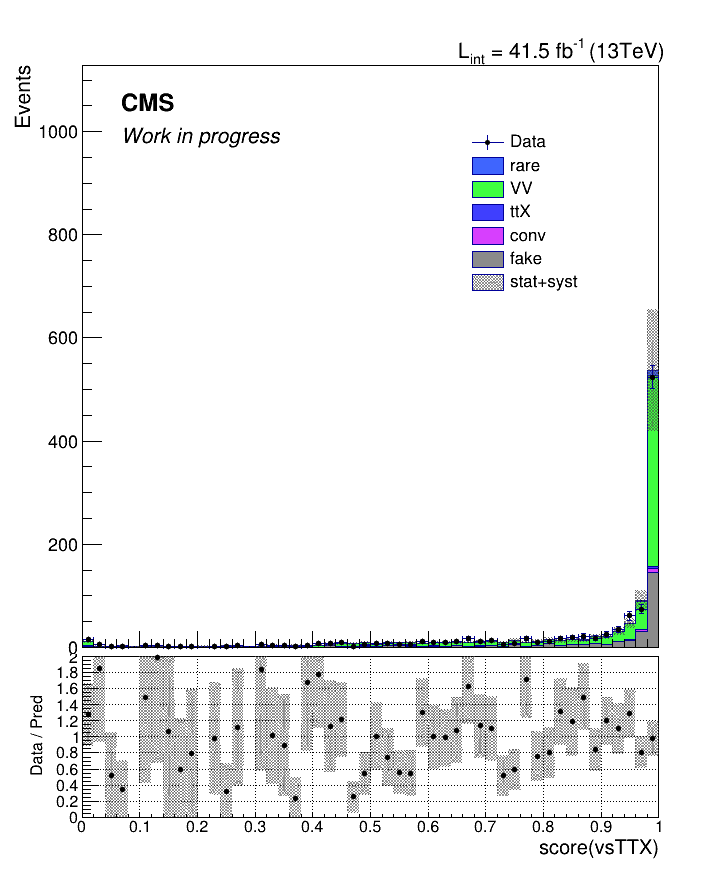 L_int = 41.5 fb^-1 (13TeV)
Events
CMS
Work in progress
Data
rare
VV
ttX
conv
fake
stat+syst
1000
800
600
400
200
0
Data / Pred
2
1.8
1.6
1.4
1.2
1
0.8
0.6
0.4
0.2
0
0 0.1 0.2 0.3 0.4 0.5 0.6 0.7 0.8 0.9 1
score(vsTTX)